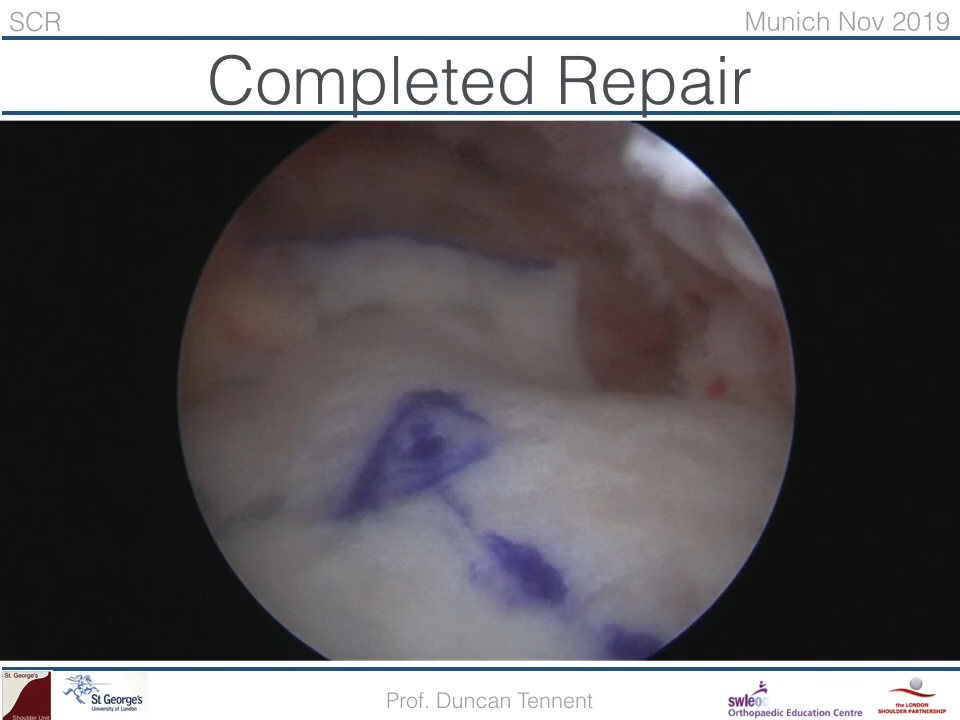 SCR
Munich Nov 2019
Completed Repair
St. George's
Shoulder Unit
St George's
University of London
Prof. Duncan Tennent
swleoc
Orthopaedic Education Centre
the LONDON
SHOULDER PARTNERSHIP